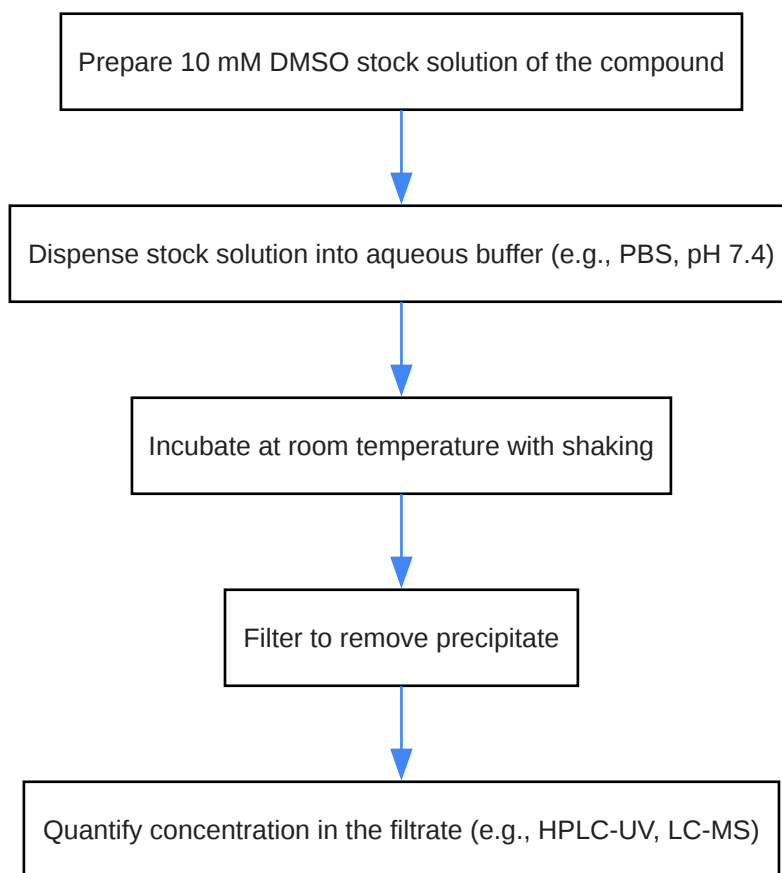 Prepare 10 mM DMSO stock solution of the compound
Dispense stock solution into aqueous buffer (e.g., PBS, pH 7.4)
Incubate at room temperature with shaking
Filter to remove precipitate
Quantify concentration in the filtrate (e.g., HPLC-UV, LC-MS)